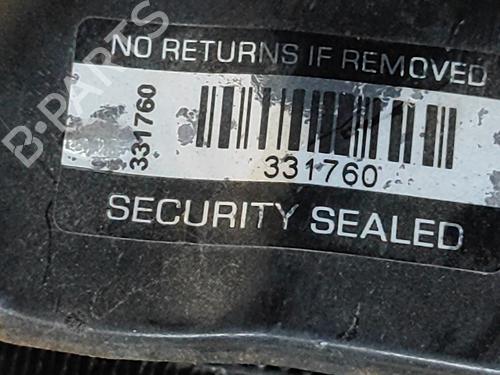 NO RETURNS IF REMOVED
331760
331760
SECURITY SEALED
B-PARTS